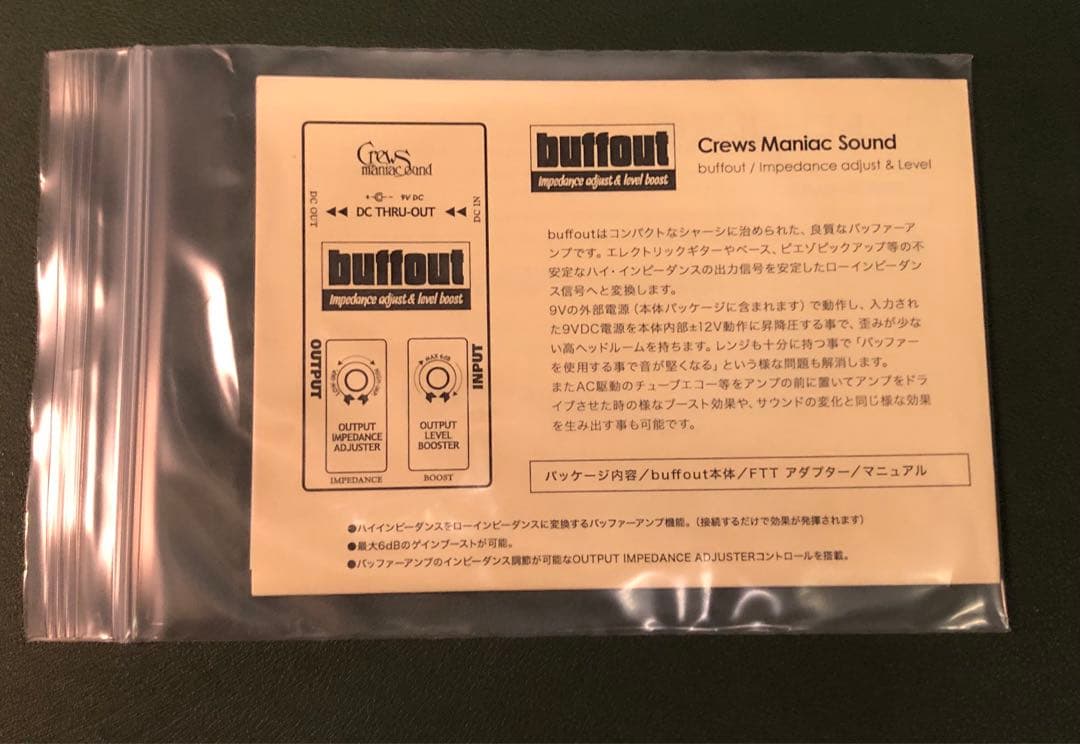 Crews
maniac sound
9V DC
DC OUT
DC THRU-OUT
DC IN
buffout
Impedance adjust & level boost
OUTPUT
INPUT
MAX 6dB
OUTPUT
IMPEDANCE
ADJUSTER
OUTPUT
LEVEL
BOOSTER
IMPEDANCE
BOOST
buffout
Impedance adjust & level boost
Crews Maniac Sound
buffout / Impedance adjust & Level
buffoutはコンパクトなシャーシに治められた、良質なバッファーア
ンプです。エレクトリックギターやベース、ピエゾピックアップ等の不
安定なハイ・インピーダンスの出力信号を安定したローインピーダン
ス信号へと変換します。
9Vの外部電源（本体パッケージに含まれます）で動作し、入力され
た9VDC電源を本体内部±12V動作に昇降圧する事で、歪みが少な
い高ヘッドルームを持ちます。レンジも十分に持つ事で「バッファー
を使用する事で音が堅くなる」という様な問題も解消します。
またAC駆動のチューブエコー等をアンプの前に置いてアンプをドラ
イブさせた時の様なブースト効果や、サウンドの変化と同じ様な効果
を生み出す事も可能です。
パッケージ内容／buffout本体／FTT アダプター／マニュアル
●ハイインピーダンスをローインピーダンスに変換するバッファーアンプ機能。（接続するだけで効果が発揮されます）
●最大6dBのゲインブーストが可能。
●バッファーアンプのインピーダンス調節が可能なOUTPUT IMPEDANCE ADJUSTERコントロールを搭載。